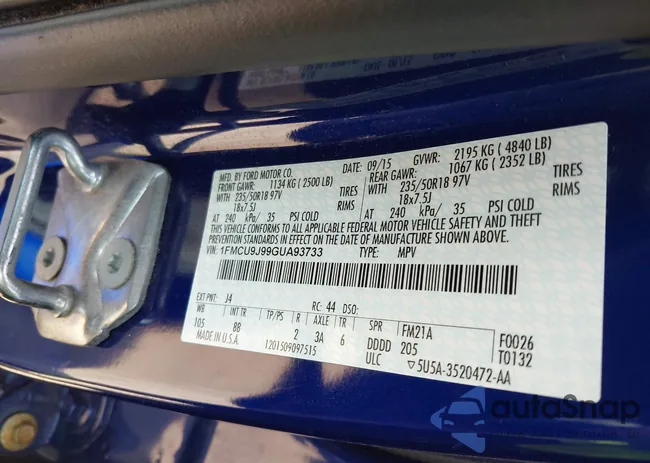 MFD. BY FORD MOTOR CO.
DATE: 09/15 GVWR: 2195 KG ( 4840 LB)
FRONT GAWR: 1134 KG ( 2500 LB) REAR GAWR: 1067 KG ( 2352 LB)
WITH 235/50R18 97V TIRES WITH 235/50R18 97V TIRES
18x7.5J RIMS 18x7.5J RIMS
AT 240 kPa/ 35 PSI COLD AT 240 kPa/ 35 PSI COLD
THIS VEHICLE CONFORMS TO ALL APPLICABLE FEDERAL MOTOR VEHICLE SAFETY AND THEFT
PREVENTION STANDARDS IN EFFECT ON THE DATE OF MANUFACTURE SHOWN ABOVE.
VIN: 1FMCU9J99GUA93733 TYPE: MPV
EXT PNT: J4 RC: 44 DSO:
WB BRK INT TR TP/PS R AXLE TR SPR FM21A F0026
105 BB 2 3A 6 DDDD 205 T0132
MADE IN U.S.A. 1201509097515 ULC ▽5U5A-3520472-AA
autoSnap